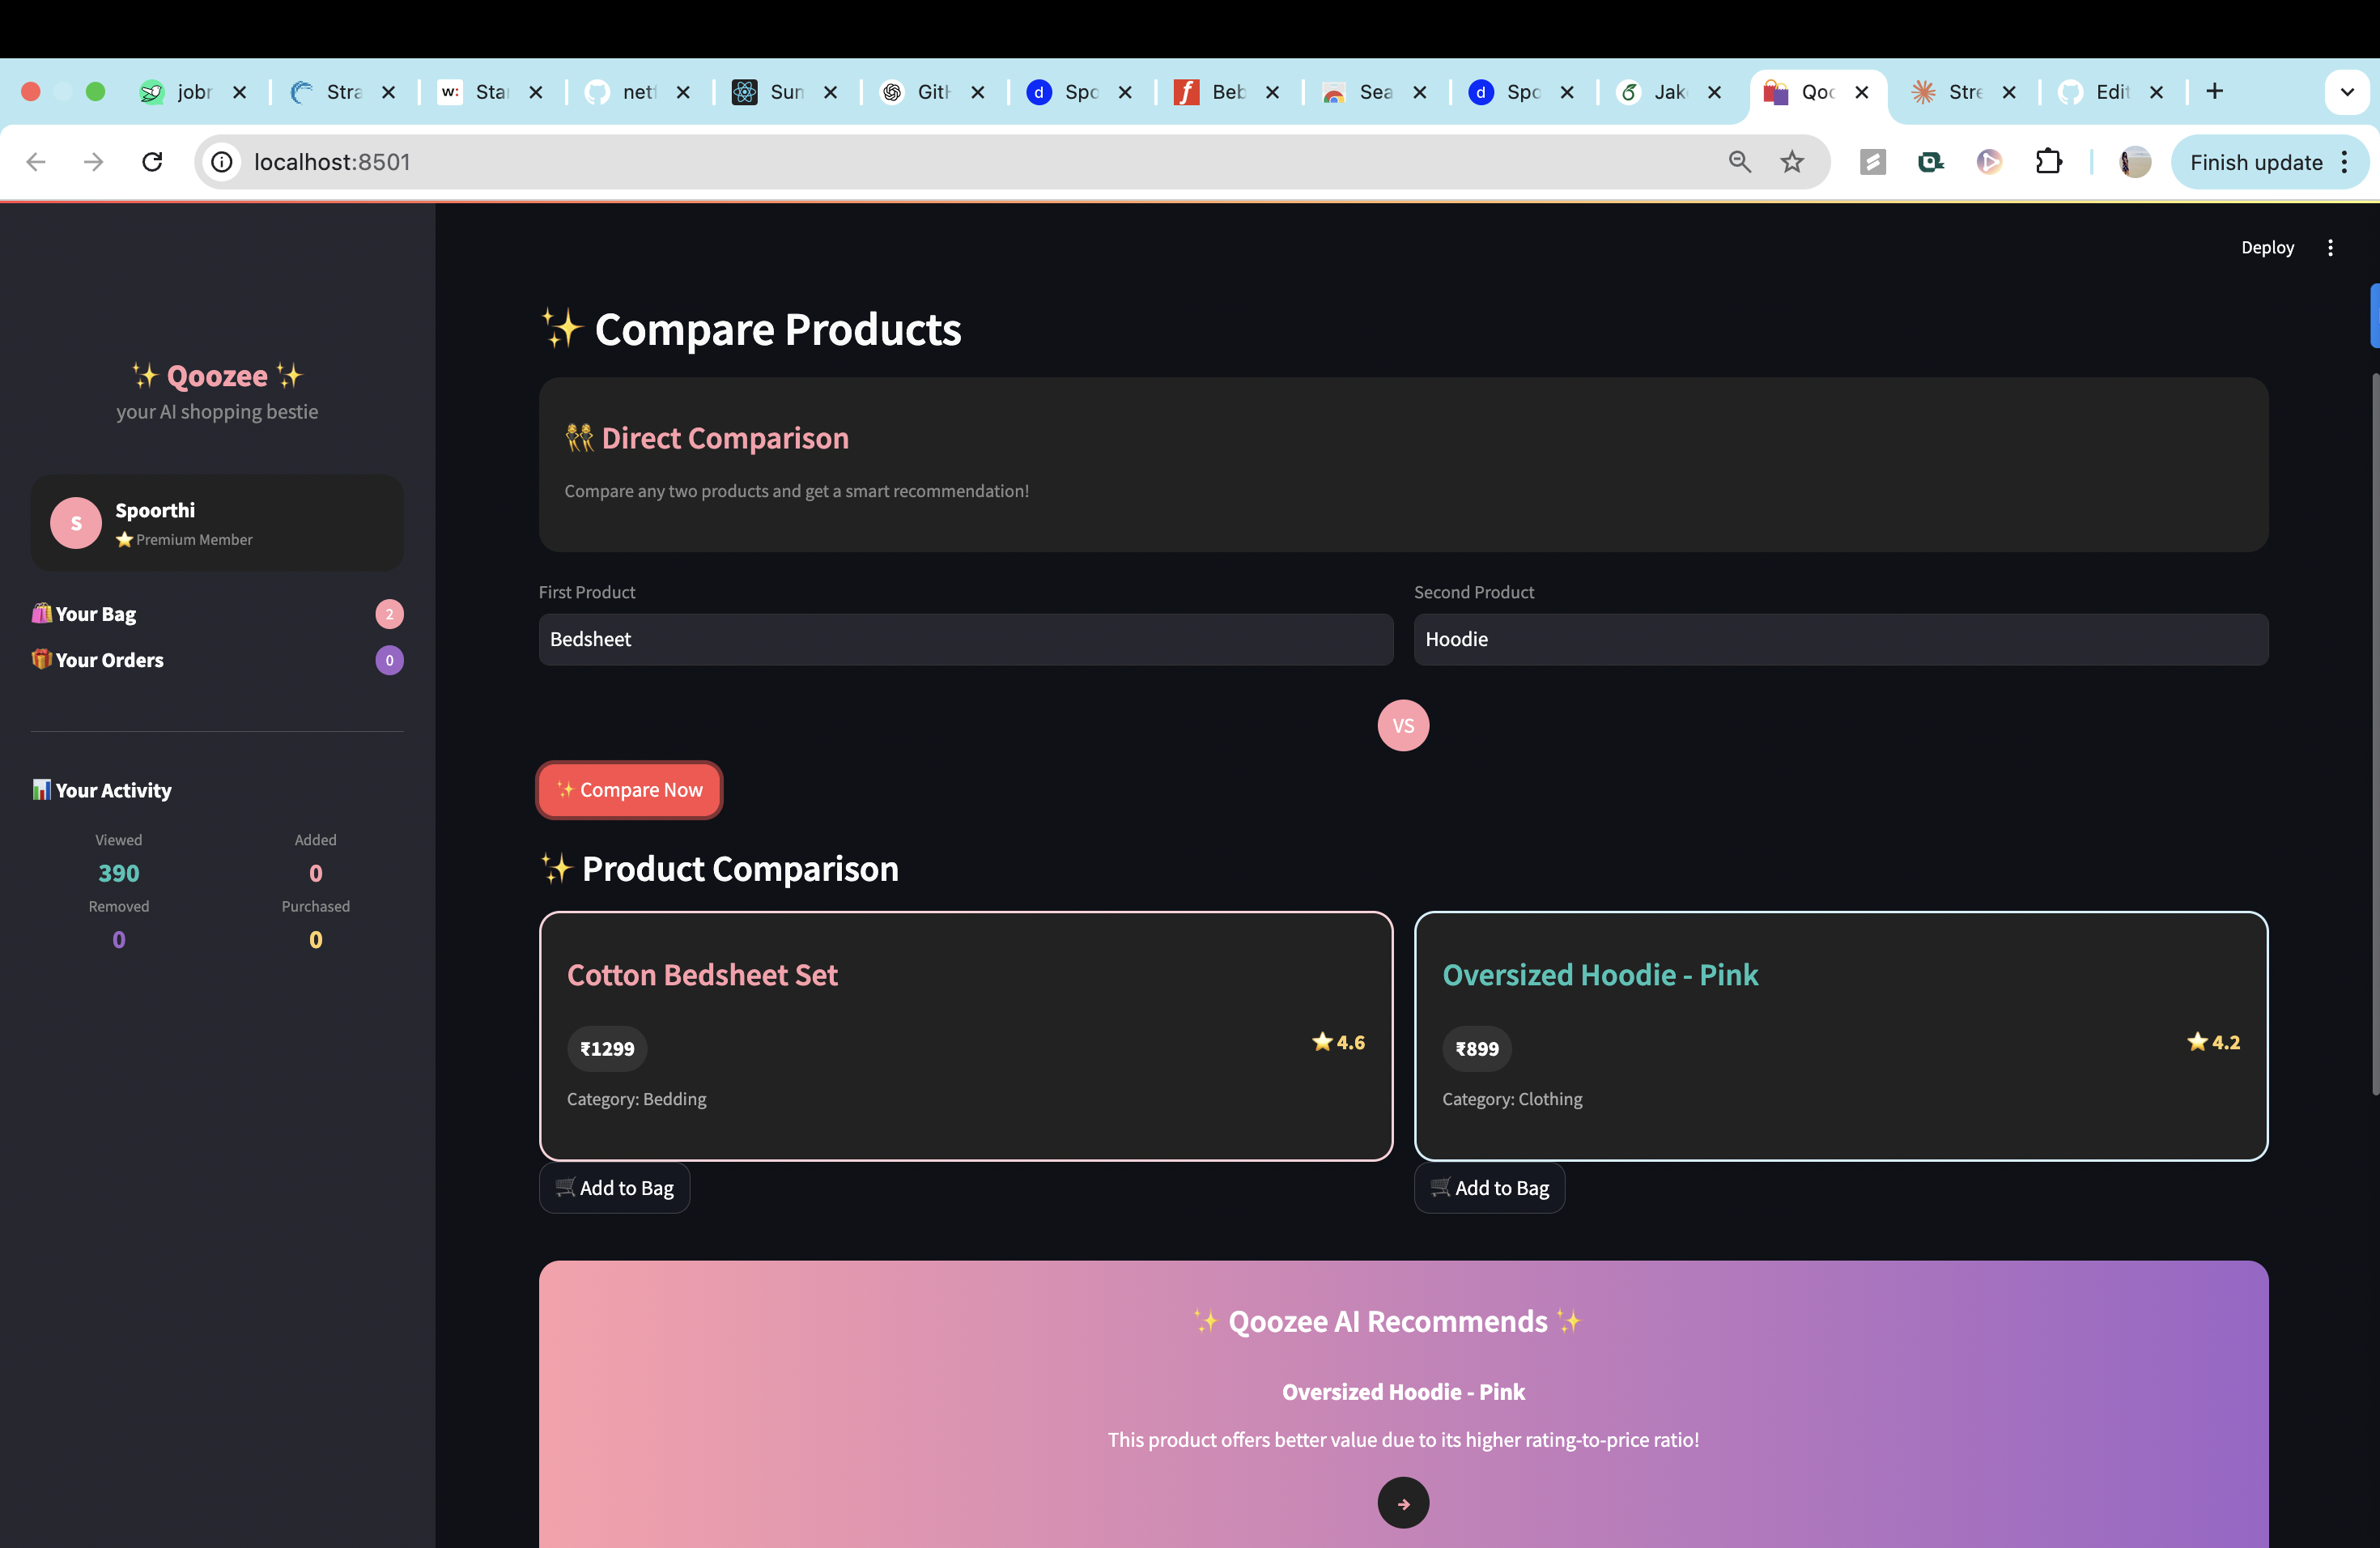 jobr
Stra
w:
Star
netf
Sum
GitH
d
Spo
f
Beb
Sea
d
Spo
Jak
Qoo
Stre
Edit
localhost:8501
Finish update
Deploy
✨ Qoozee ✨
your AI shopping bestie
S
Spoorthi
⭐ Premium Member
🛍️ Your Bag
2
🎁 Your Orders
0
📊 Your Activity
Viewed
390
Added
0
Removed
0
Purchased
0
✨ Compare Products
👯 Direct Comparison
Compare any two products and get a smart recommendation!
First Product
Bedsheet
Second Product
Hoodie
VS
✨ Compare Now
✨ Product Comparison
Cotton Bedsheet Set
₹1299
⭐ 4.6
Category: Bedding
🛒 Add to Bag
Oversized Hoodie - Pink
₹899
⭐ 4.2
Category: Clothing
🛒 Add to Bag
✨ Qoozee AI Recommends ✨
Oversized Hoodie - Pink
This product offers better value due to its higher rating-to-price ratio!
→